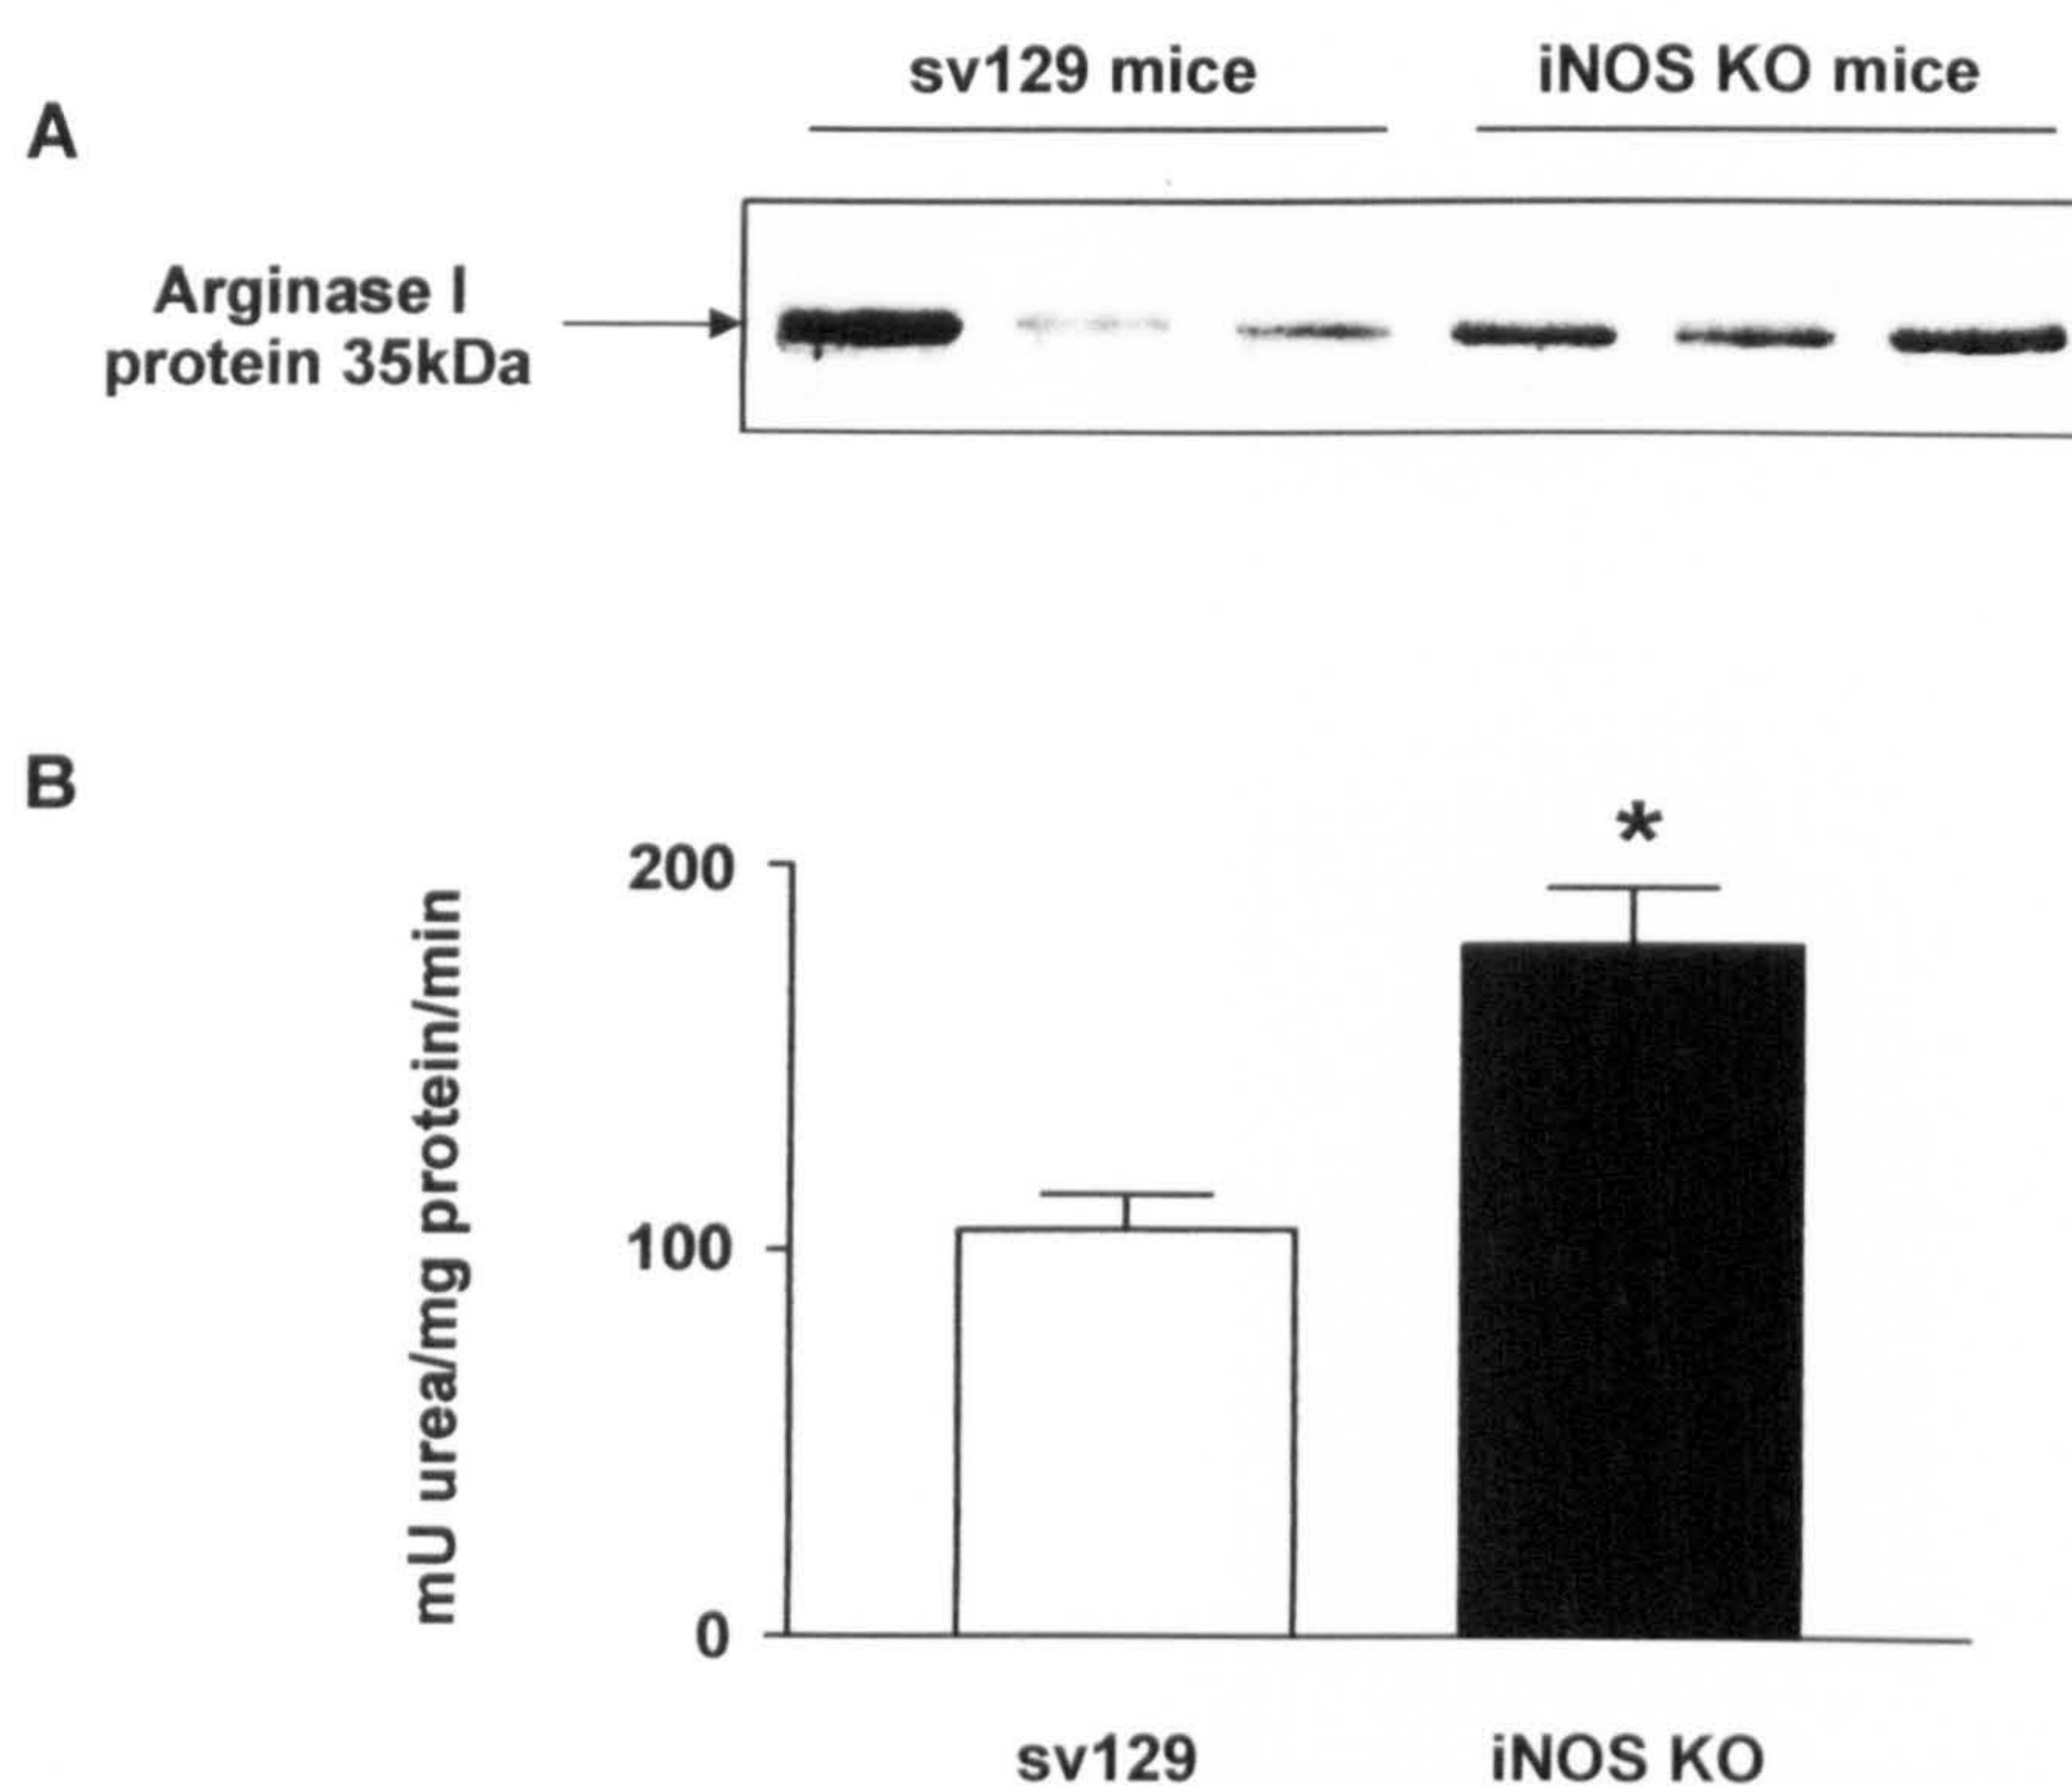 A
sv129 mice
iNOS KO mice
Arginase I
protein 35kDa
B
*
200
100
0
mU urea/mg protein/min
sv129
iNOS KO